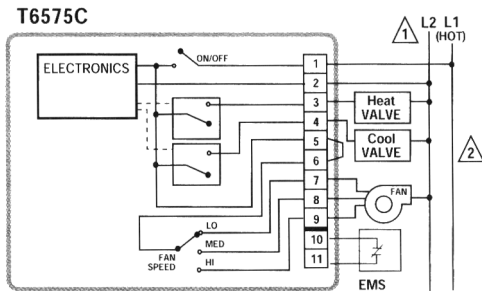 T6575C
1 L2 L1
(HOT)
ON/OFF
ELECTRONICS
1
2
3
4
5
6
7
8
9
10
11
Heat
VALVE
Cool
VALVE
2
FAN
LO
MED
HI
FAN
SPEED
EMS